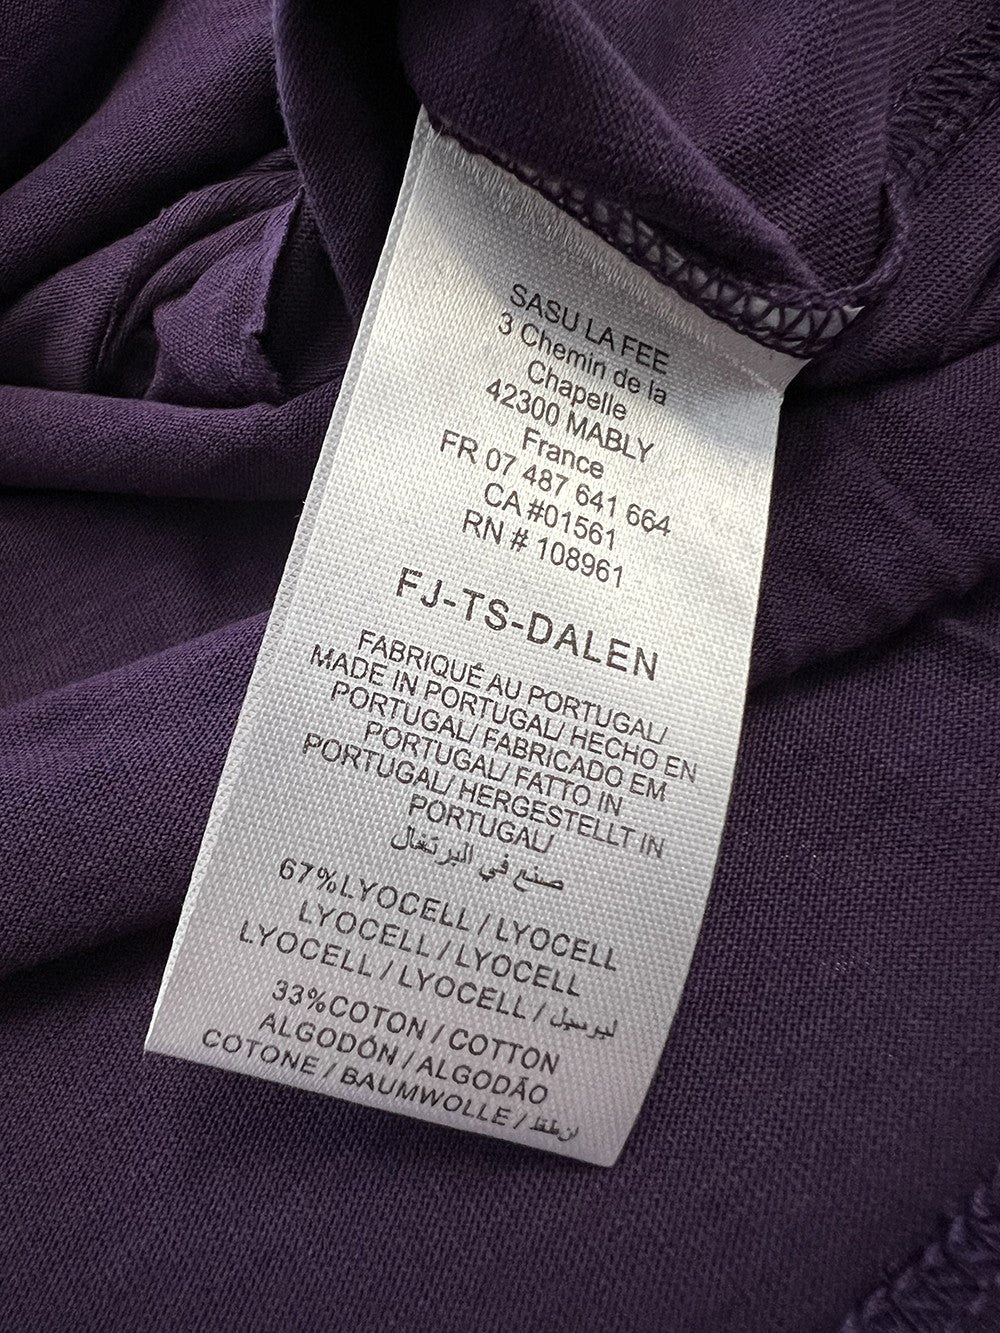 SASU LA FEE
3 Chemin de la
Chapelle
42300 MABLY
France
FR 07 487 641 664
CA #01561
RN # 108961
FJ-TS-DALEN
FABRIQUÉ AU PORTUGAL/
MADE IN PORTUGAL/ HECHO EN
PORTUGAL/ FABRICADO EM
PORTUGAL/ FATTO IN
PORTUGAL/ HERGESTELLT IN
PORTUGAL/
صنع في البرتغال
67%LYOCELL / LYOCELL
LYOCELL / LYOCELL
LYOCELL / LYOCELL /
33%COTON / COTTON
ALGODÓN / ALGODÃO
COTONE / BAUMWOLLE /